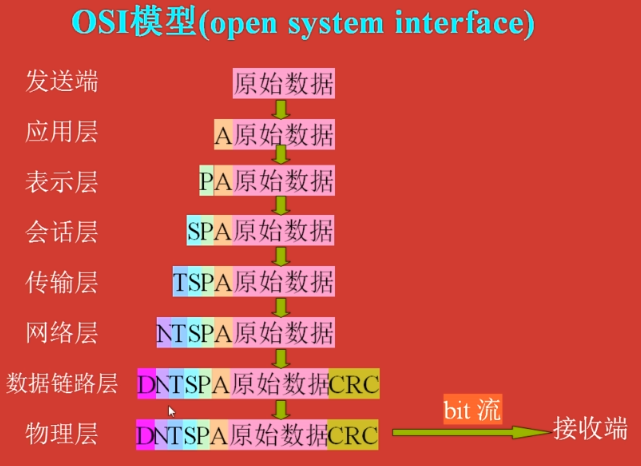 OSI模型(open system interface)
发送端 原始数据
应用层 A原始数据
表示层 PA原始数据
会话层 SPA原始数据
传输层 TSPA原始数据
网络层 NTSPA原始数据
数据链路层 DNTSPA原始数据CRC
bit 流
物理层 DNTSPA原始数据CRC 接收端